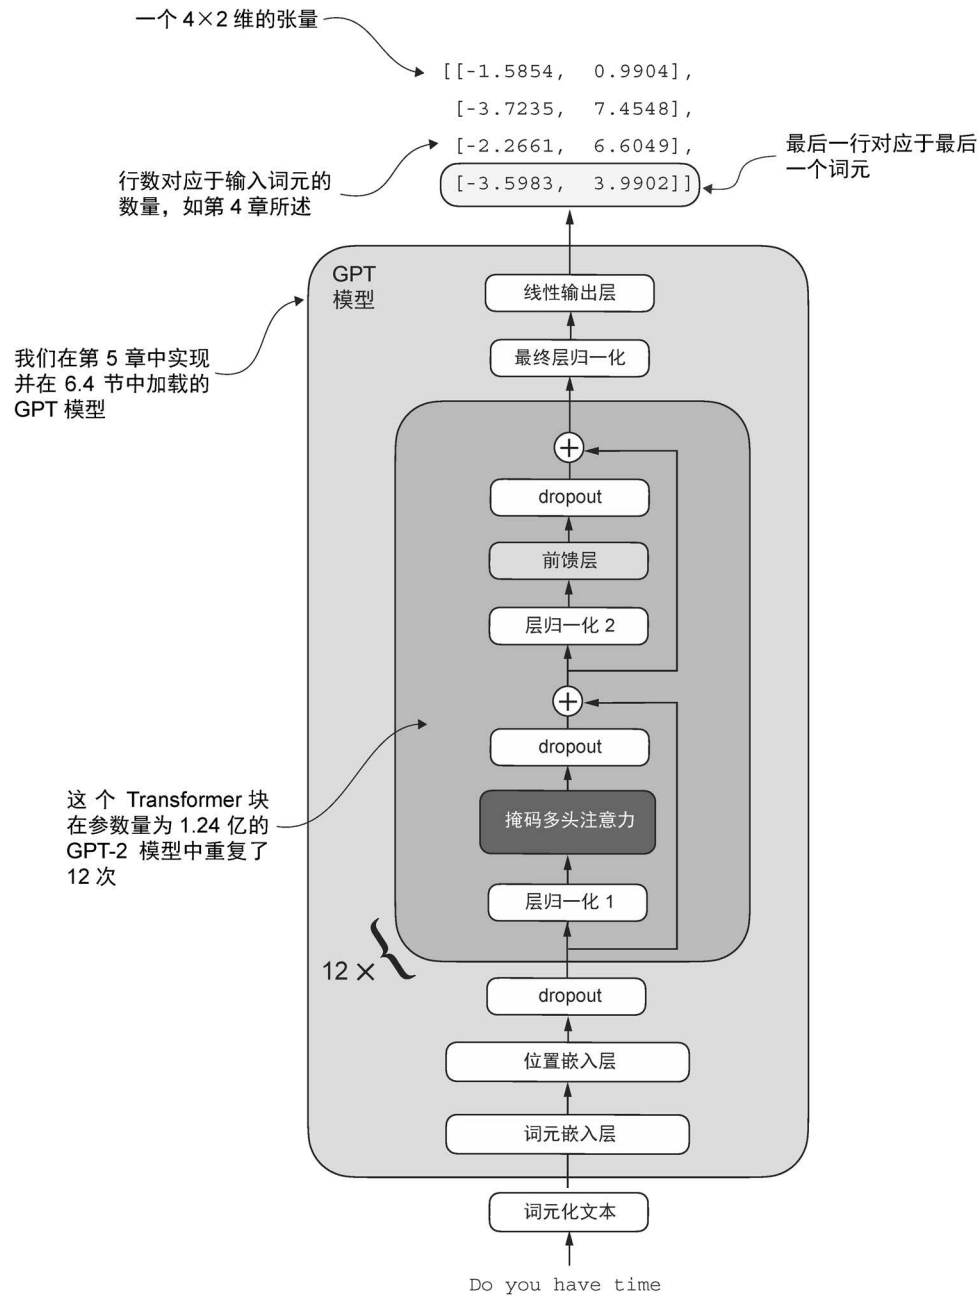 一个 4×2 维的张量
[[-1.5854, 0.9904],
[-3.7235, 7.4548],
[-2.2661, 6.6049],
[-3.5983, 3.9902]]
最后一行对应于最后
一个词元
行数对应于输入词元的
数量，如第 4 章所述
GPT
模型
线性输出层
最终层归一化
我们在第 5 章中实现
并在 6.4 节中加载的
GPT 模型
dropout
前馈层
层归一化 2
dropout
掩码多头注意力
层归一化 1
这 个 Transformer 块
在参数量为 1.24 亿的
GPT-2 模型中重复了
12 次
12 ×
dropout
位置嵌入层
词元嵌入层
词元化文本
Do you have time